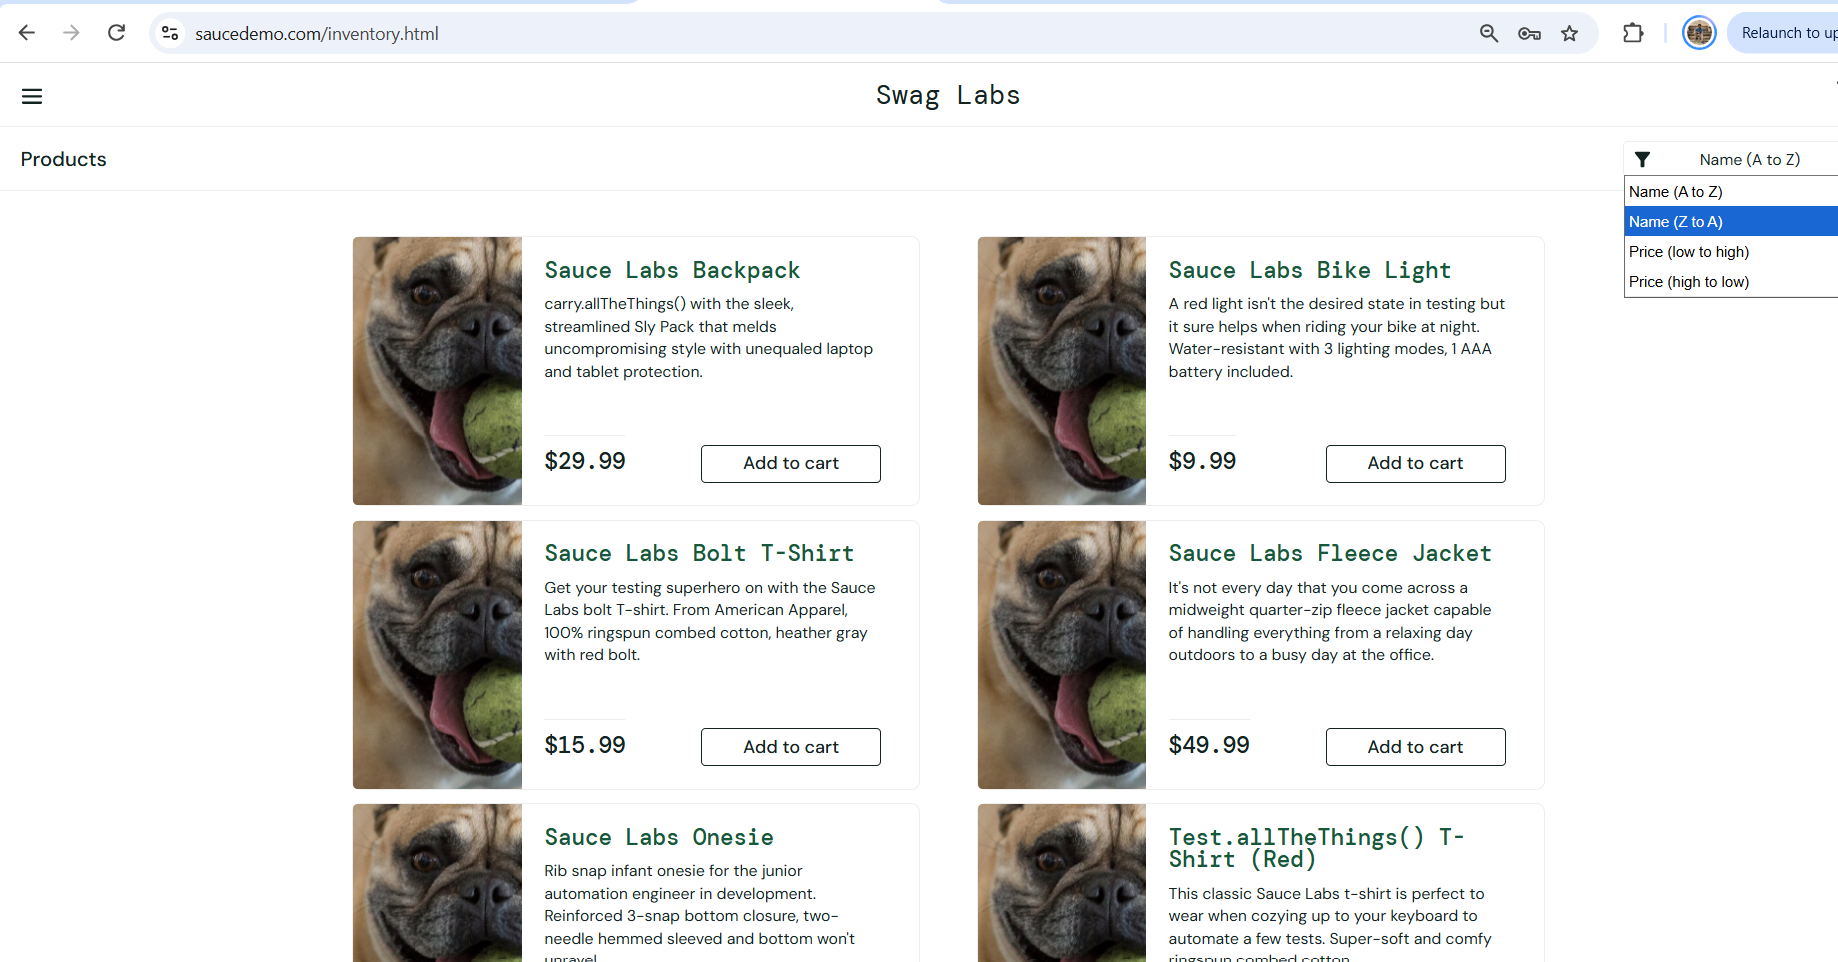 saucedemo.com/inventory.html
Relaunch to up
Swag Labs
Products
Name (A to Z)
Name (A to Z)
Name (Z to A)
Price (low to high)
Price (high to low)
Sauce Labs Backpack
carry.allTheThings() with the sleek,
streamlined Sly Pack that melds
uncompromising style with unequaled laptop
and tablet protection.
$29.99
Add to cart
Sauce Labs Bike Light
A red light isn't the desired state in testing but
it sure helps when riding your bike at night.
Water-resistant with 3 lighting modes, 1 AAA
battery included.
$9.99
Add to cart
Sauce Labs Bolt T-Shirt
Get your testing superhero on with the Sauce
Labs bolt T-shirt. From American Apparel,
100% ringspun combed cotton, heather gray
with red bolt.
$15.99
Add to cart
Sauce Labs Fleece Jacket
It's not every day that you come across a
midweight quarter-zip fleece jacket capable
of handling everything from a relaxing day
outdoors to a busy day at the office.
$49.99
Add to cart
Sauce Labs Onesie
Rib snap infant onesie for the junior
automation engineer in development.
Reinforced 3-snap bottom closure, two-
needle hemmed sleeved and bottom won't
unravel
Test.allTheThings() T-
Shirt (Red)
This classic Sauce Labs t-shirt is perfect to
wear when cozying up to your keyboard to
automate a few tests. Super-soft and comfy
ringspun combed cotton